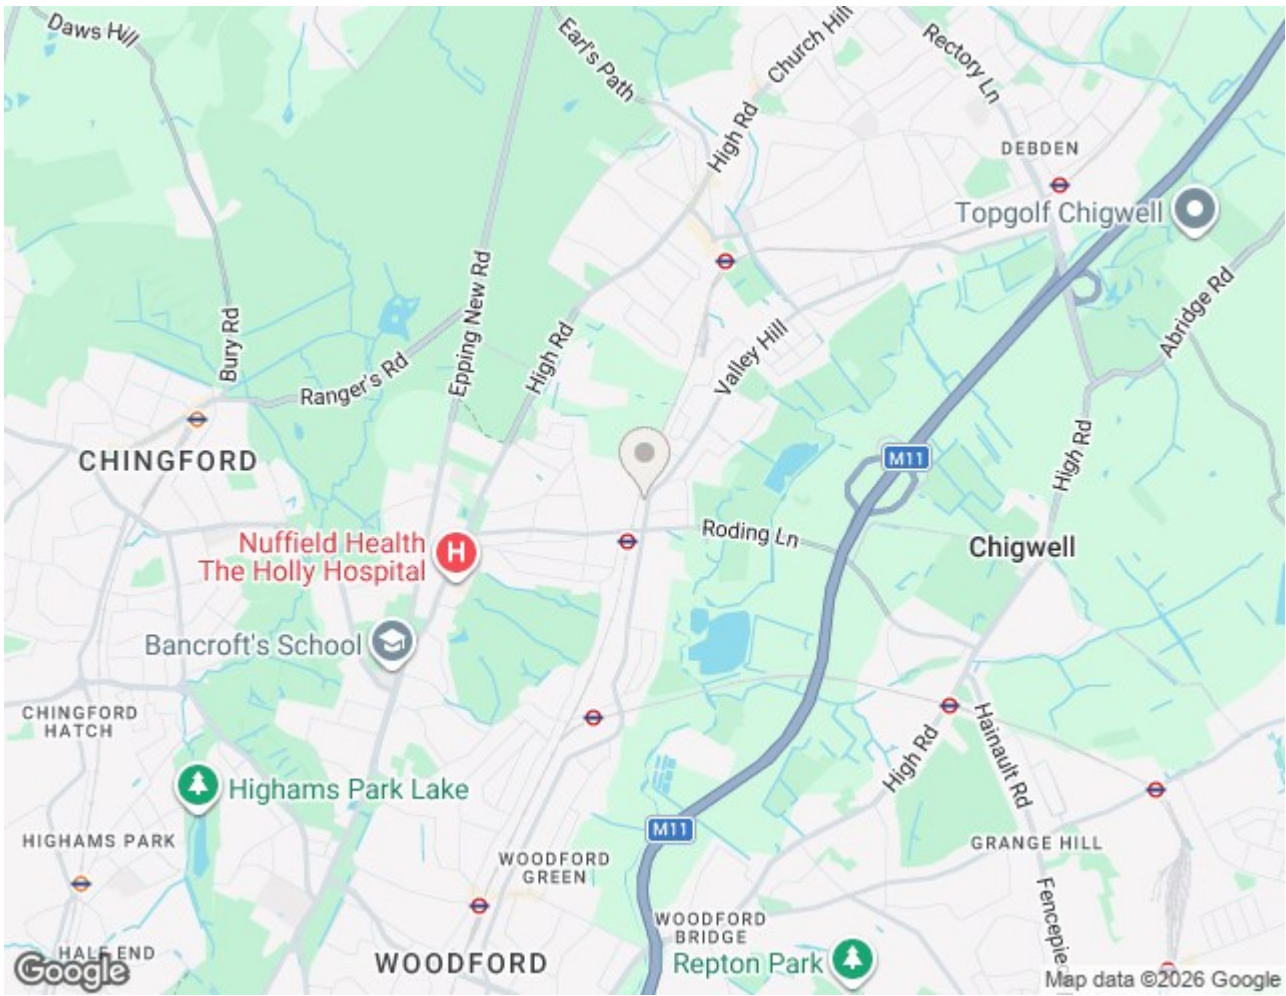 Daws Hill
Earl's Path
Church Hill
Rectory Ln
High Rd
DEBDEN
Topgolf Chigwell
Epping New Rd
Bury Rd
Ranger's Rd
High Rd
Valley Hill
Abridge Rd
CHINGFORD
M11
High Rd
Roding Ln
Chigwell
Nuffield Health
The Holly Hospital
H
Bancroft's School
CHINGFORD
HATCH
Hainault Rd
High Rd
Highams Park Lake
M11
HIGHAMS PARK
GRANGE HILL
WOODFORD
GREEN
Fencepie
WOODFORD
BRIDGE
HALE END
WOODFORD
Repton Park
Google
Map data ©2026 Google